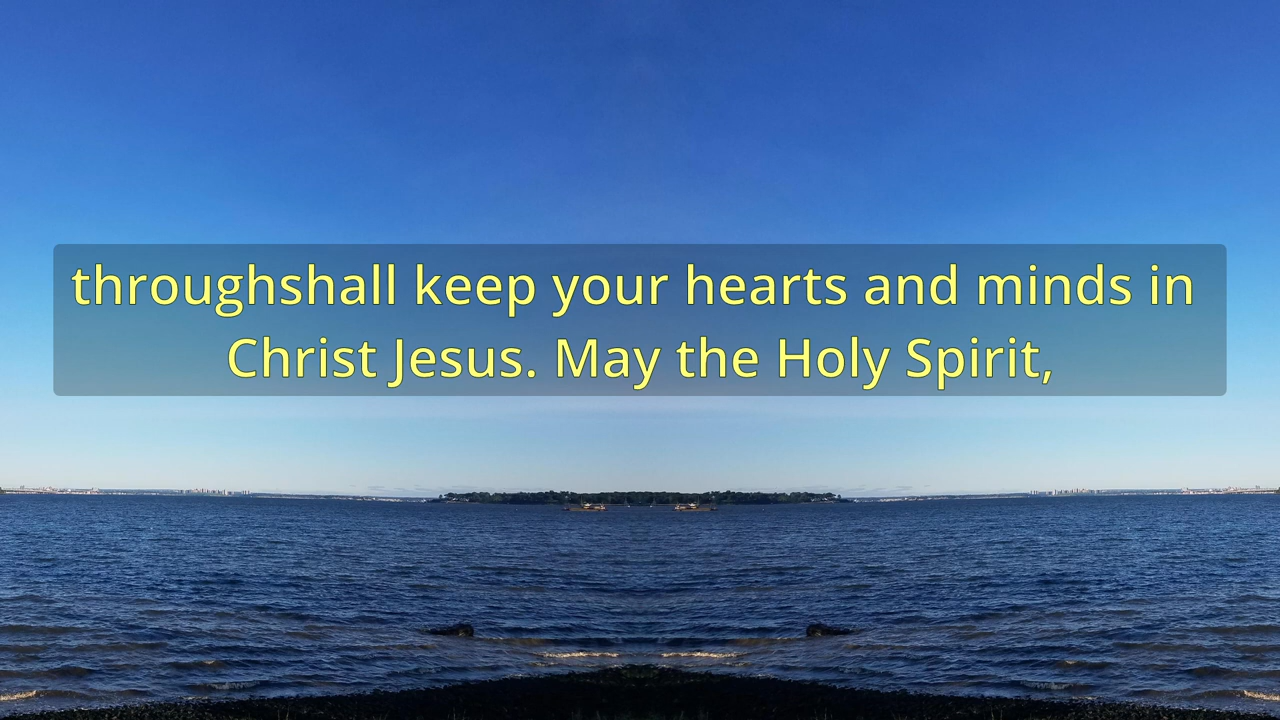 throughshall keep your hearts and minds in
Christ Jesus. May the Holy Spirit,